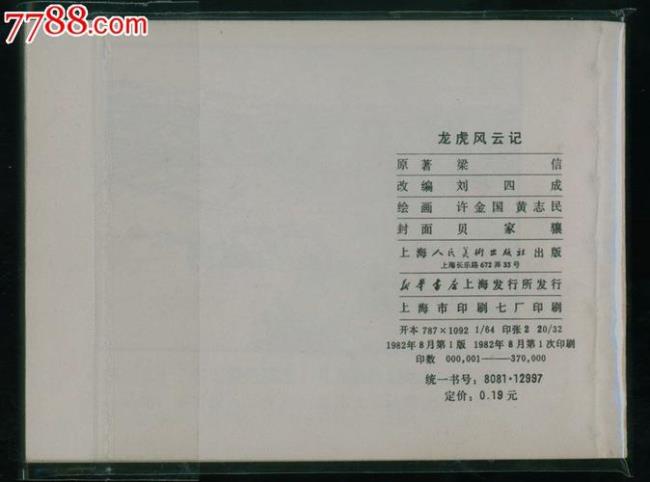 7788.com
龙虎风云记
原著 梁信
改编 刘四成
绘画 许金国 黄志民
封面 贝家骧
上海人民美術出版社 出版
上海长乐路672弄33号
新华书店上海发行所发行
上海市印刷七厂印刷
开本 787×1092 1/64 印张 2 20/32
1982年8月第1版 1982年8月第1次印刷
印数 000,001——370,000
统一书号: 8081·12997
定价: 0.19 元